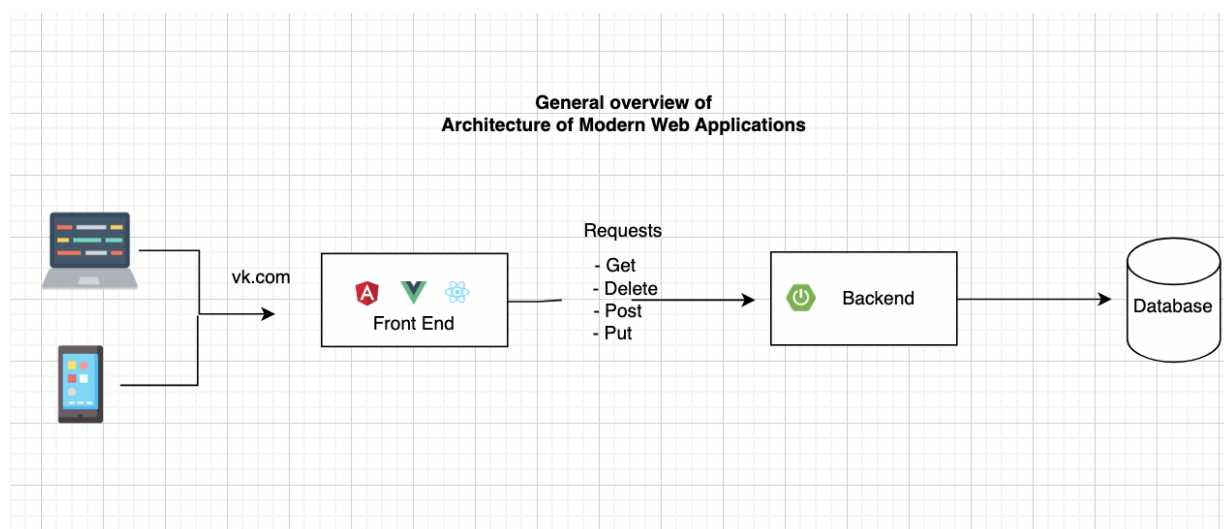 General overview of
Architecture of Modern Web Applications
vk.com
Front End
Requests
- Get
- Delete
- Post
- Put
Backend
Database